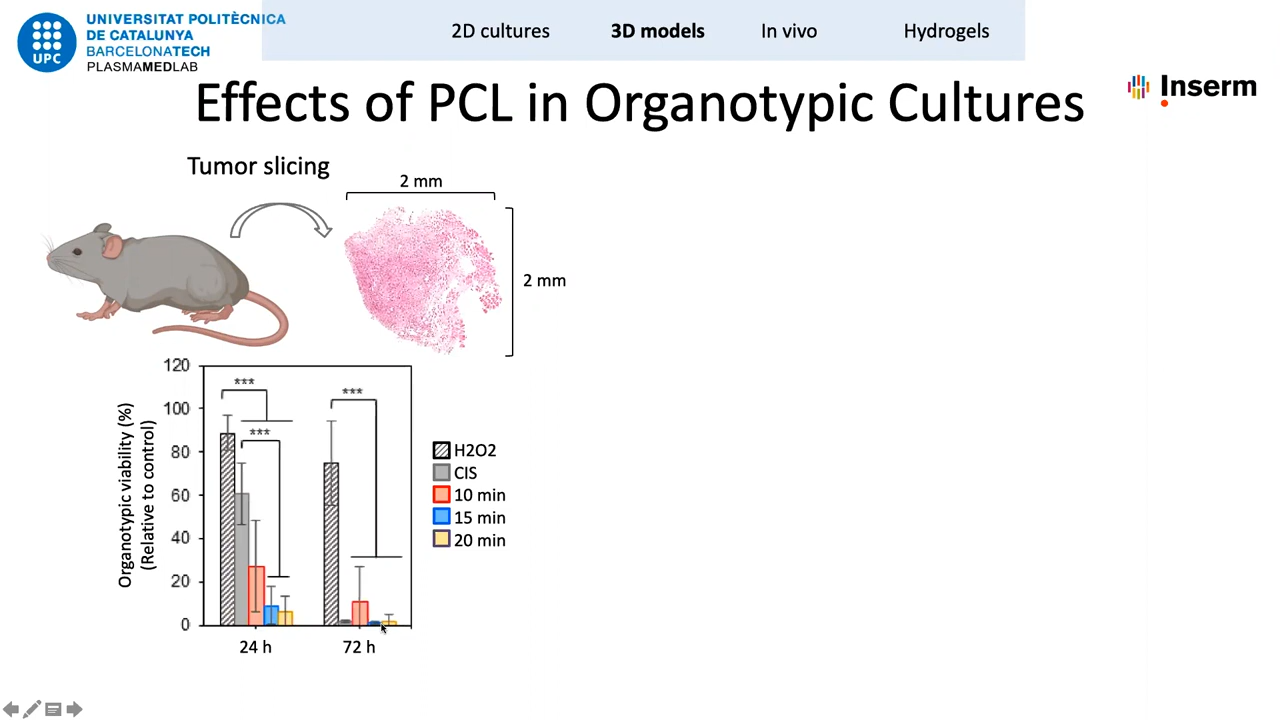 UNIVERSITAT POLITÈCNICA
DE CATALUNYA
BARCELONATECH
PLASMAMEDLAB
UPC
2D cultures
3D models
In vivo
Hydrogels
Inserm
Effects of PCL in Organotypic Cultures
Tumor slicing
2 mm
2 mm
Organotypic viability (%)
(Relative to control)
120
100
80
60
40
20
0
***
***
***
24 h
72 h
H2O2
CIS
10 min
15 min
20 min